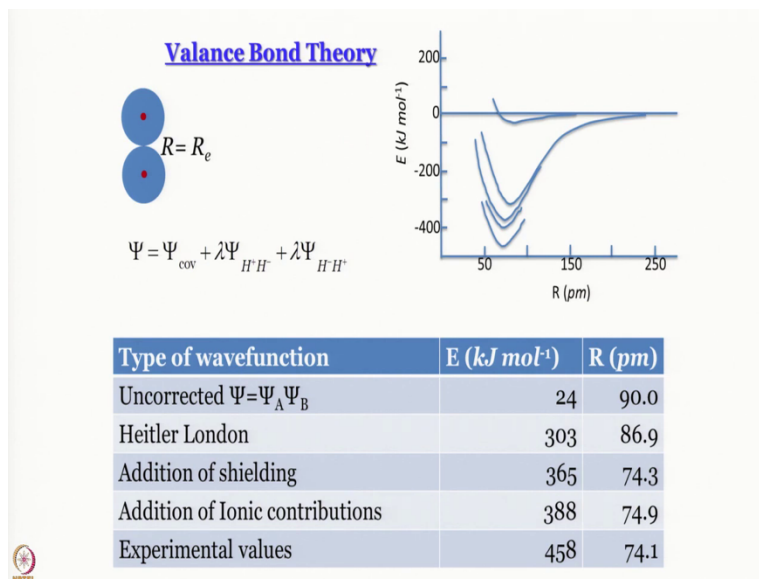 Valance Bond Theory
R= Rₑ
Ψ = Ψcov + λΨH⁺H⁻ + λΨH⁻H⁺
E (kJ mol⁻¹)
200
0
-200
-400
50 150 250
R (pm)
Type of wavefunction E (kJ mol⁻¹) R (pm)
Uncorrected Ψ=ΨAΨB 24 90.0
Heitler London 303 86.9
Addition of shielding 365 74.3
Addition of Ionic contributions 388 74.9
Experimental values 458 74.1